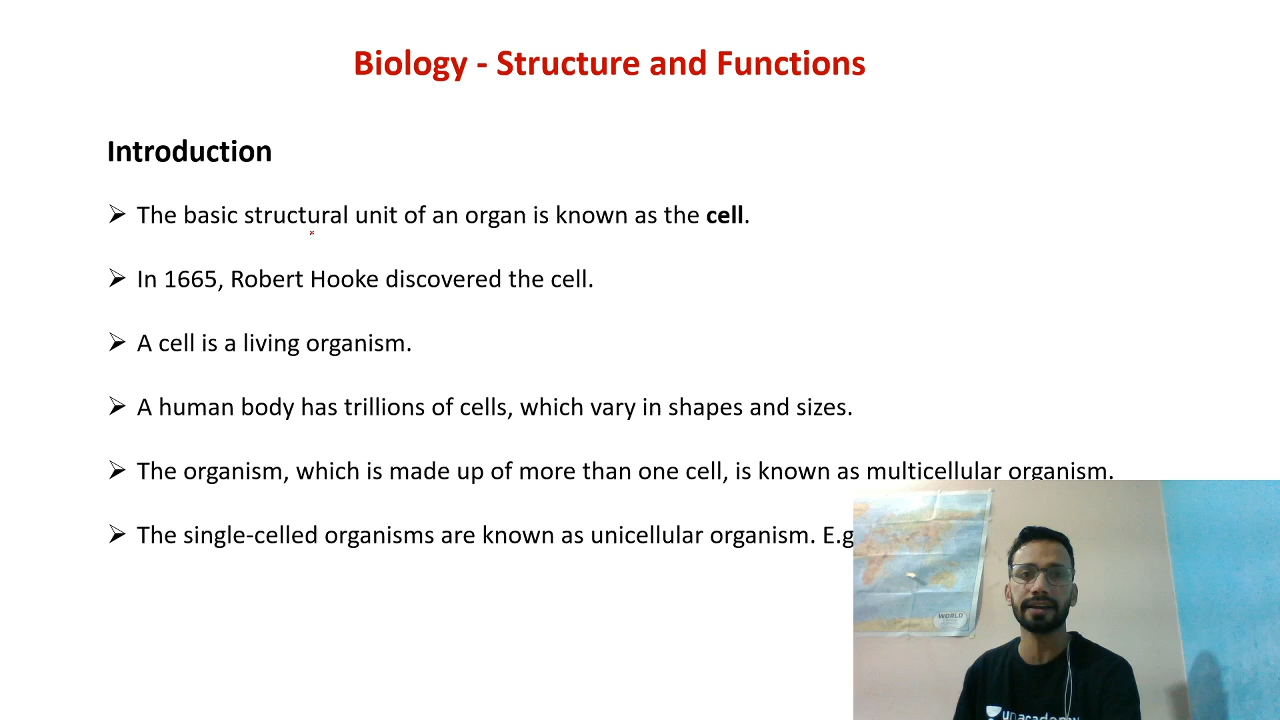 Biology - Structure and Functions
Introduction
➢ The basic structural unit of an organ is known as the cell.
➢ In 1665, Robert Hooke discovered the cell.
➢ A cell is a living organism.
➢ A human body has trillions of cells, which vary in shapes and sizes.
➢ The organism, which is made up of more than one cell, is known as multicellular organism.
➢ The single-celled organisms are known as unicellular organism. E.g
WORLD
unacademy